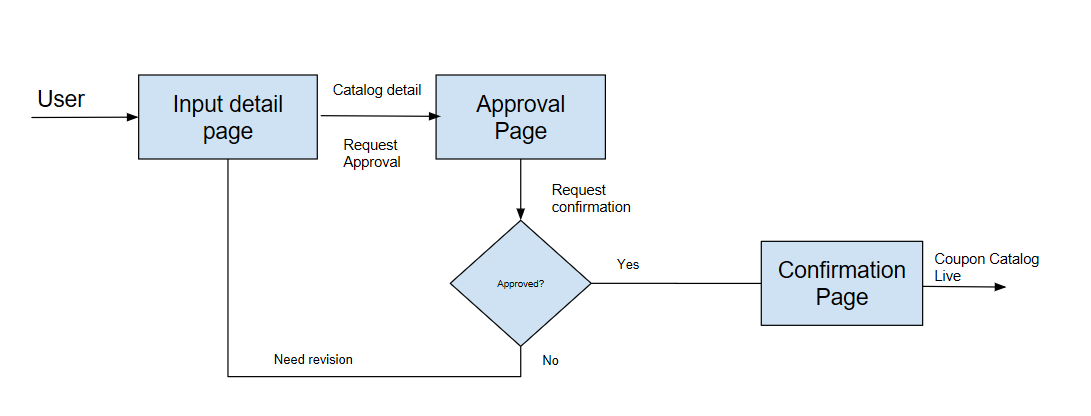 User
Input detail
page
Catalog detail
Request
Approval
Approval
Page
Request
confirmation
Approved?
Yes
Confirmation
Page
Coupon Catalog
Live
Need revision
No